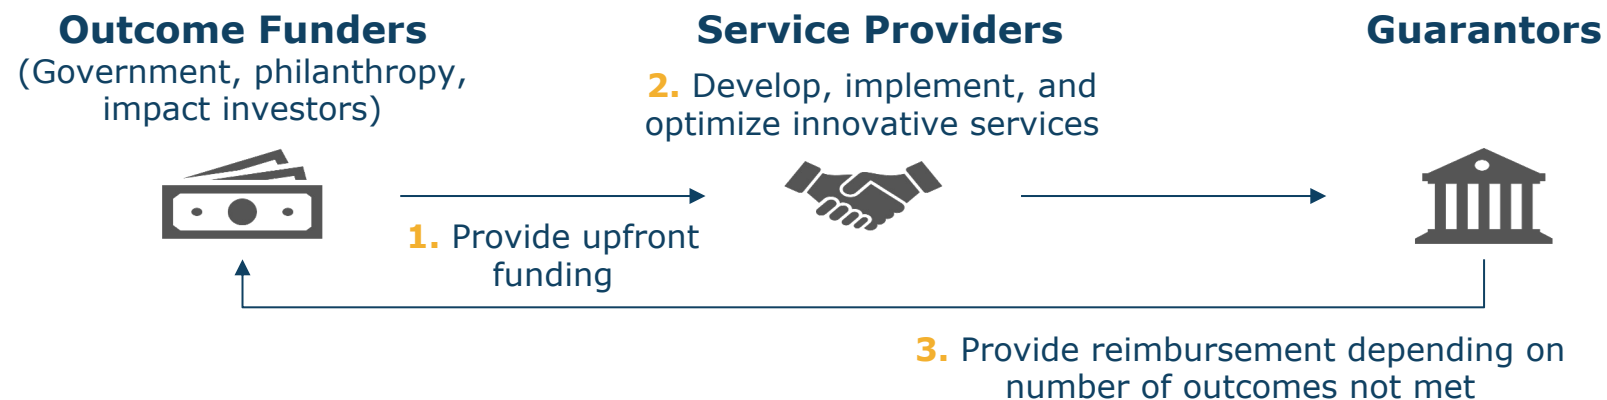 Outcome Funders
(Government, philanthropy,
impact investors)
1. Provide upfront
funding
Service Providers
2. Develop, implement, and
optimize innovative services
Guarantors
3. Provide reimbursement depending on
number of outcomes not met